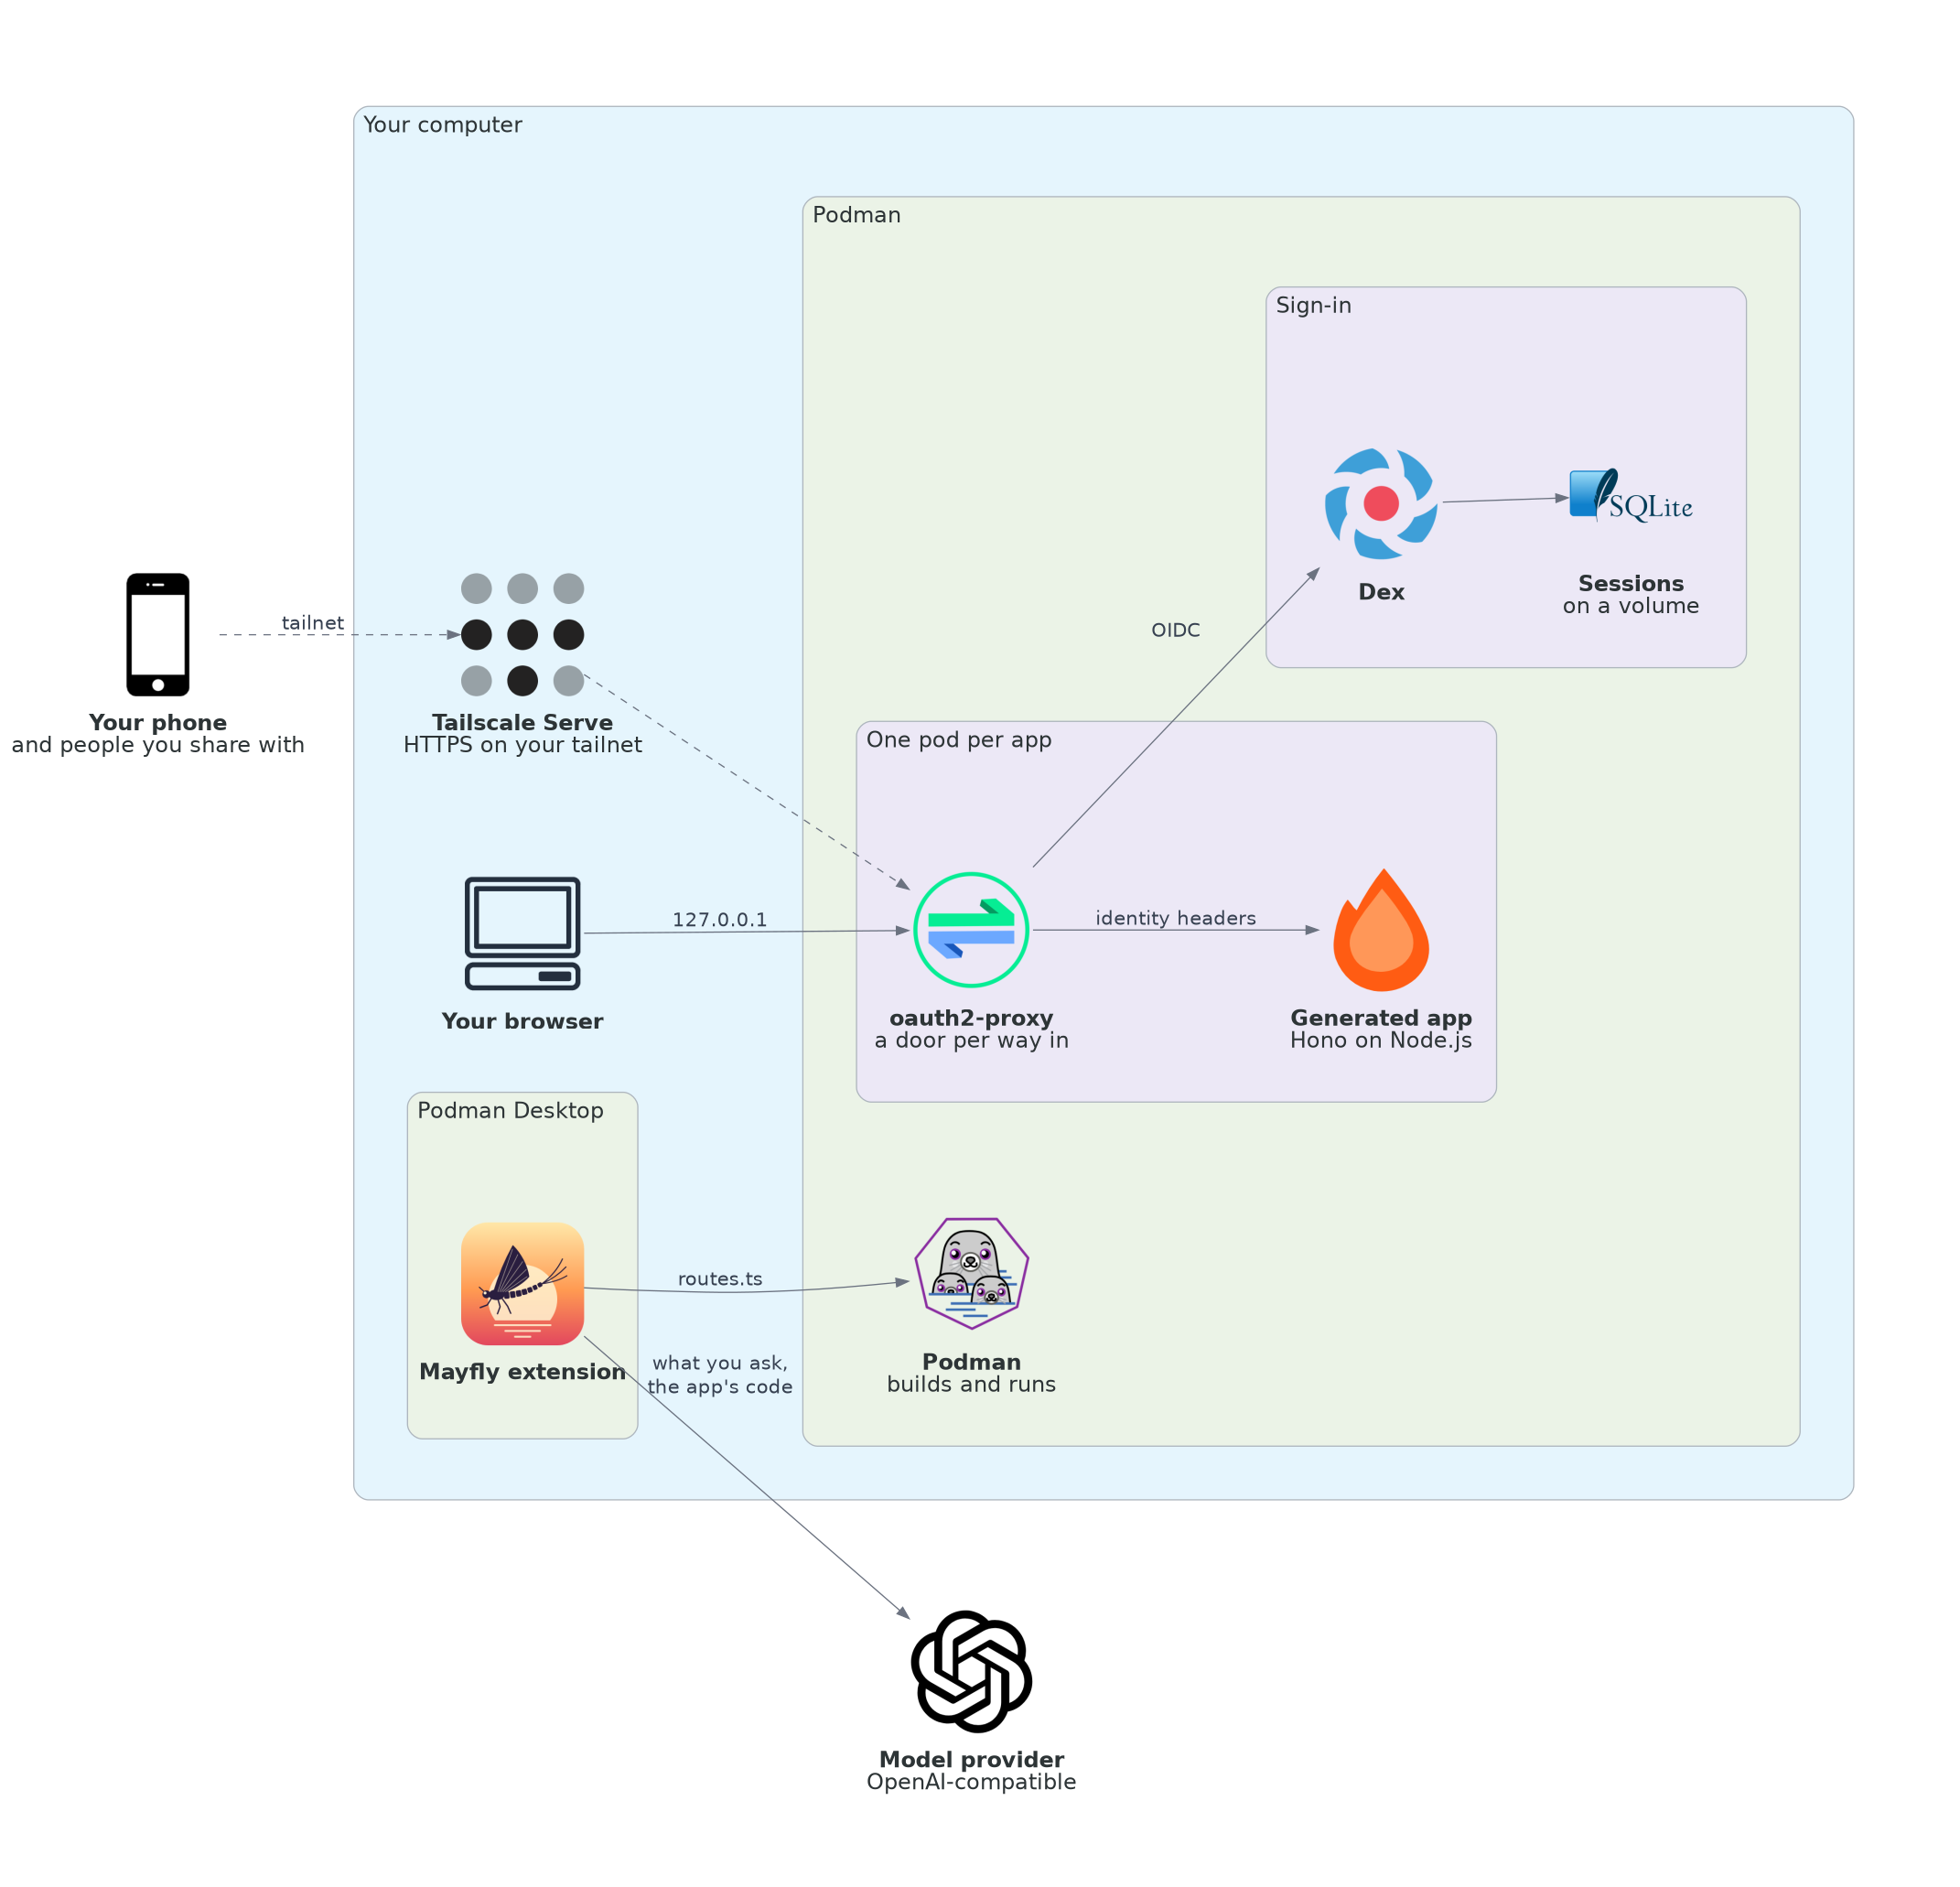 Your computer
Podman
Sign-in
SQLite
Dex
Sessions
on a volume
tailnet
OIDC
Your phone
and people you share with
Tailscale Serve
HTTPS on your tailnet
One pod per app
127.0.0.1
identity headers
Your browser
oauth2-proxy
a door per way in
Generated app
Hono on Node.js
Podman Desktop
routes.ts
Mayfly extension
what you ask,
the app's code
Podman
builds and runs
Model provider
OpenAI-compatible